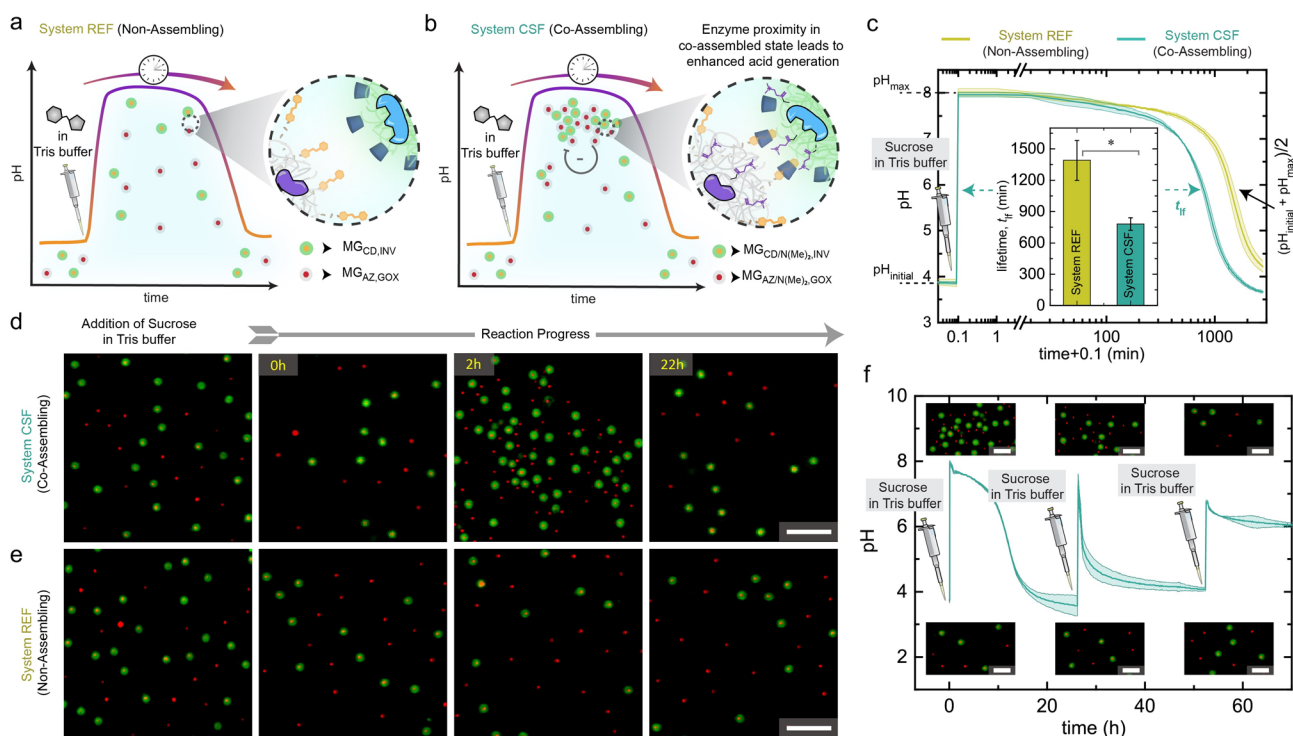 a
System REF (Non-Assembling)
in
Tris buffer
pH
time
MG_CD,INV
MG_AZ,GOX
b
System CSF (Co-Assembling)
Enzyme proximity in
co-assembled state leads to
enhanced acid generation
in
Tris buffer
pH
-
time
MG_CD/N(Me)₂,INV
MG_AZ/N(Me)₂,GOX
c
System REF
(Non-Assembling)
System CSF
(Co-Assembling)
pH_max
8
7
6
5
4
3
pH
pH_initial
Sucrose
in Tris buffer
lifetime, t_lf (min)
1500
1200
900
600
300
0
*
System REF
System CSF
t_lf
(pH_initial + pH_max)/2
0.1
1
100
1000
time+0.1 (min)
d
Addition of Sucrose
in Tris buffer
Reaction Progress
System CSF
(Co-Assembling)
0h
2h
22h
e
System REF
(Non-Assembling)
f
10
8
6
4
2
pH
Sucrose
in Tris buffer
Sucrose
in Tris buffer
Sucrose
in Tris buffer
0
20
40
60
time (h)